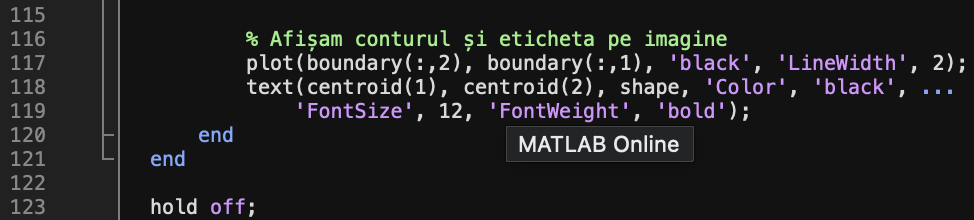 115
116 % Afișam conturul și eticheta pe imagine
117 plot(boundary(:,2), boundary(:,1), 'black', 'LineWidth', 2);
118 text(centroid(1), centroid(2), shape, 'Color', 'black', ...
119 'FontSize', 12, 'FontWeight', 'bold');
120 end
MATLAB Online
121 end
122
123 hold off;